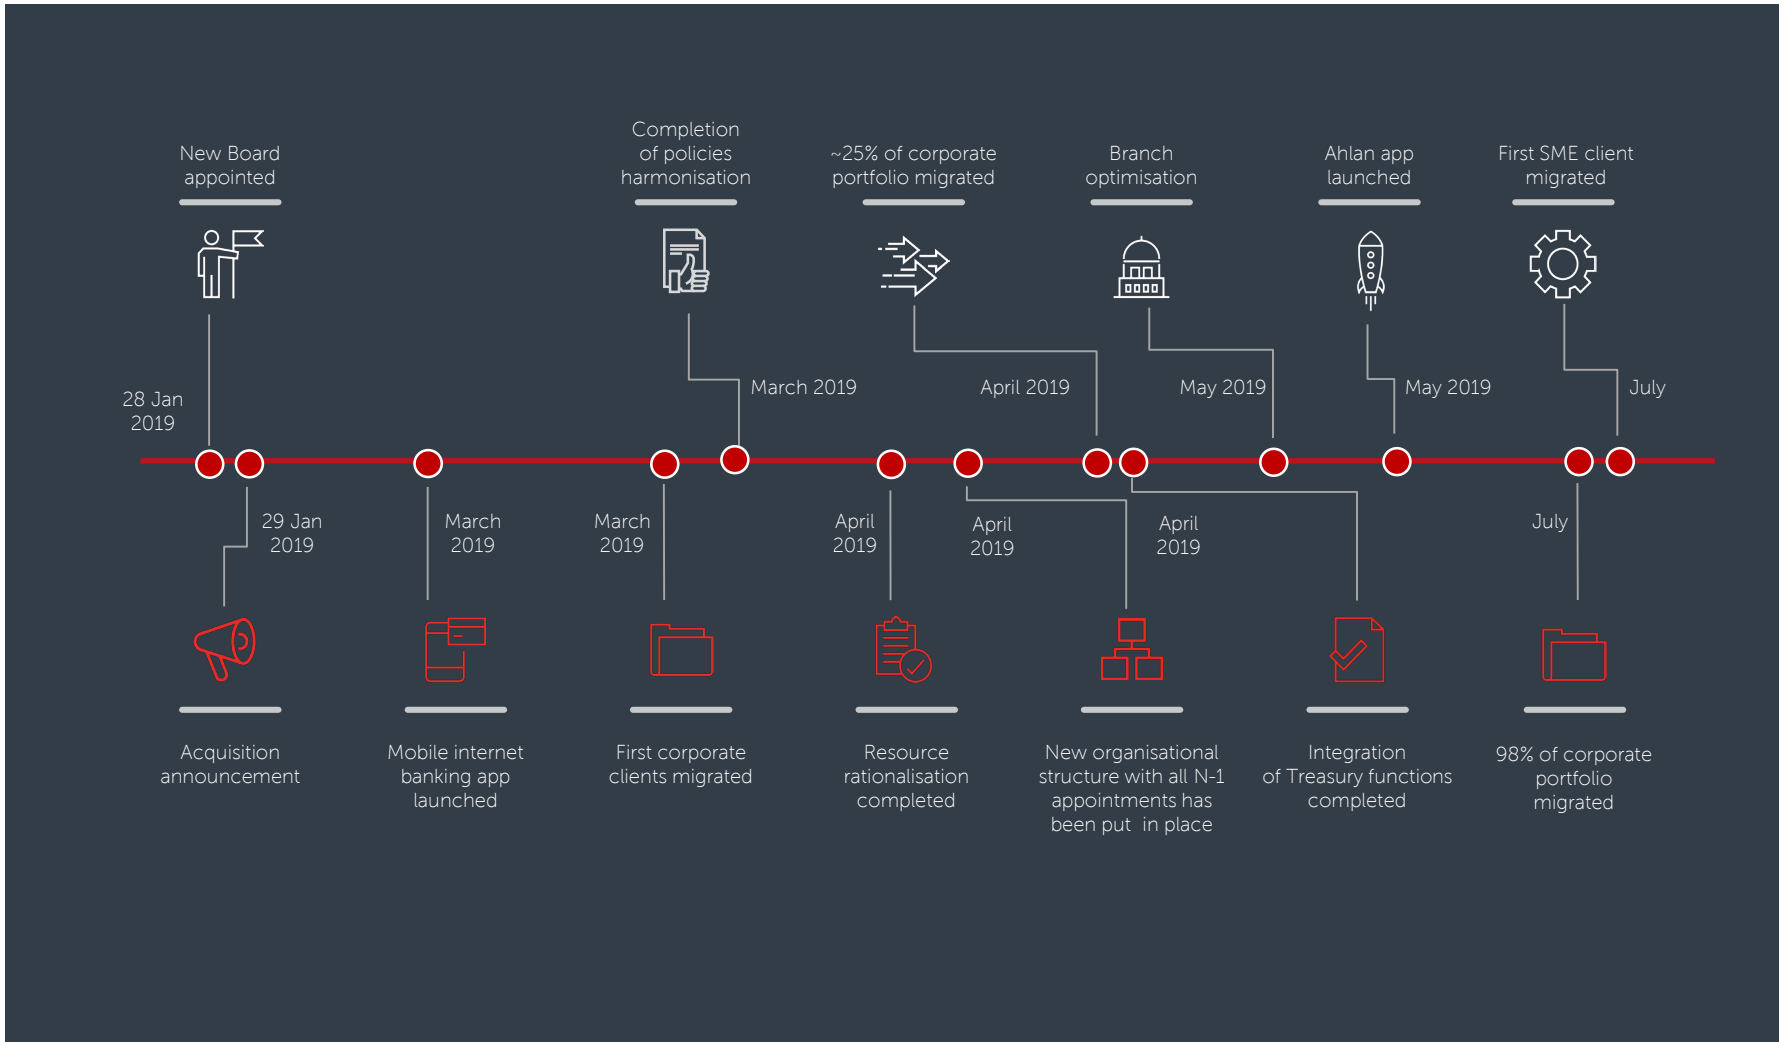 New Board
appointed
Completion
of policies
harmonisation
~25% of corporate
portfolio migrated
Branch
optimisation
Ahlan app
launched
First SME client
migrated
28 Jan
2019
March 2019
April 2019
May 2019
May 2019
July
29 Jan
2019
March
2019
March
2019
April
2019
April
2019
April
2019
July
Acquisition
announcement
Mobile internet
banking app
launched
First corporate
clients migrated
Resource
rationalisation
completed
New organisational
structure with all N-1
appointments has
been put in place
Integration
of Treasury functions
completed
98% of corporate
portfolio
migrated